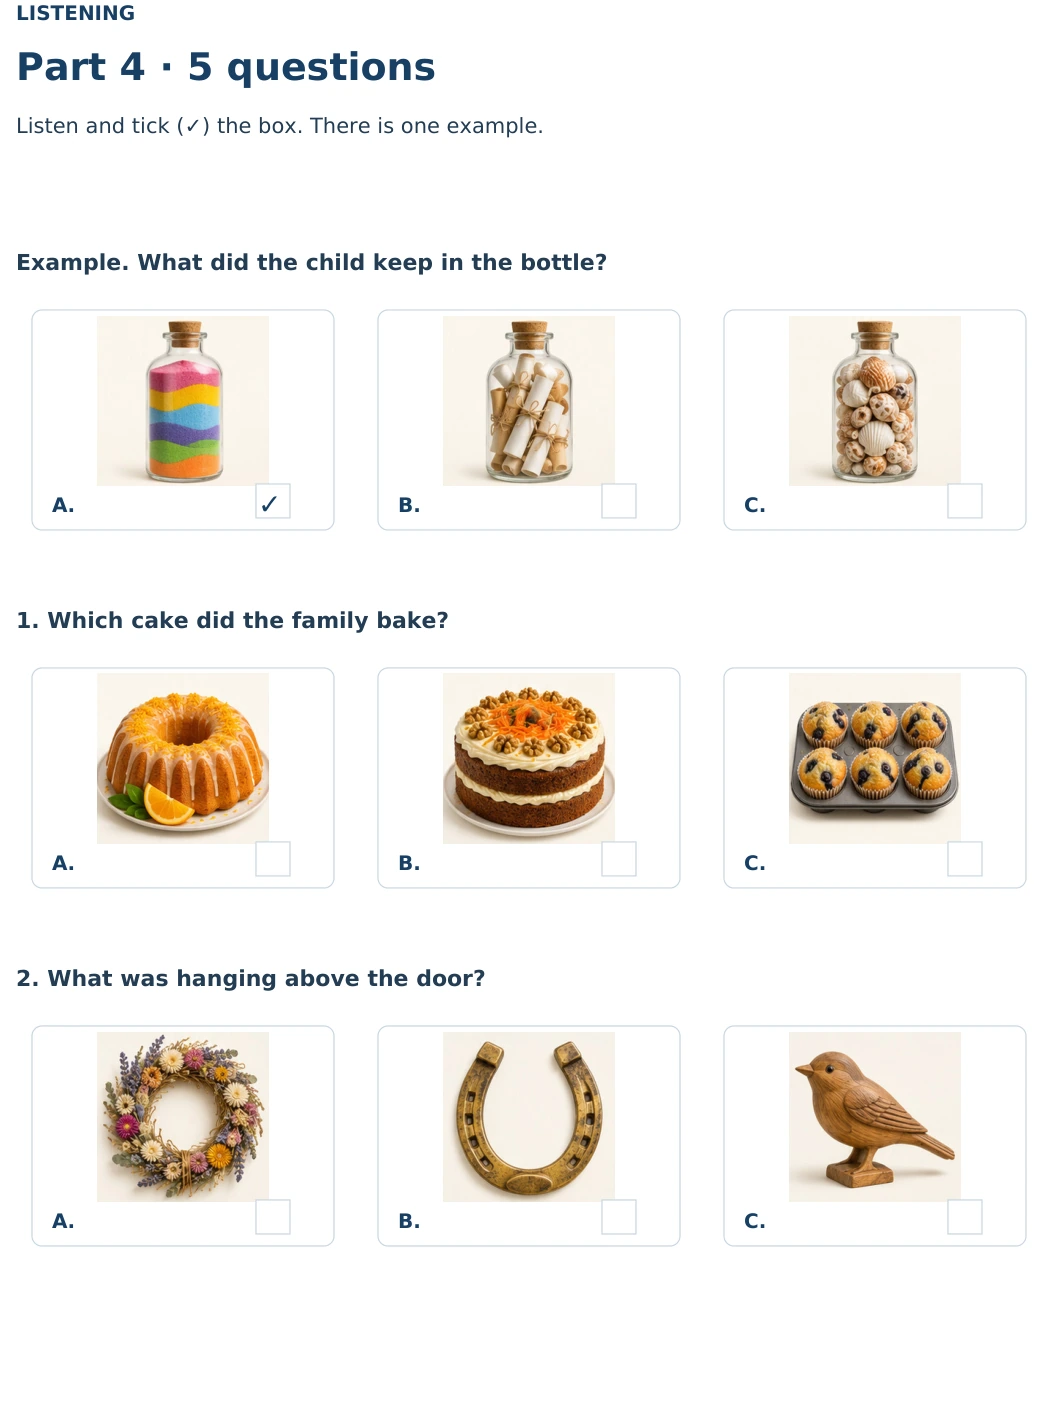 LISTENING
Part 4 · 5 questions
Listen and tick (✓) the box. There is one example.
Example. What did the child keep in the bottle?
A. ✓ B. C.
1. Which cake did the family bake?
A. B. C.
2. What was hanging above the door?
A. B. C.